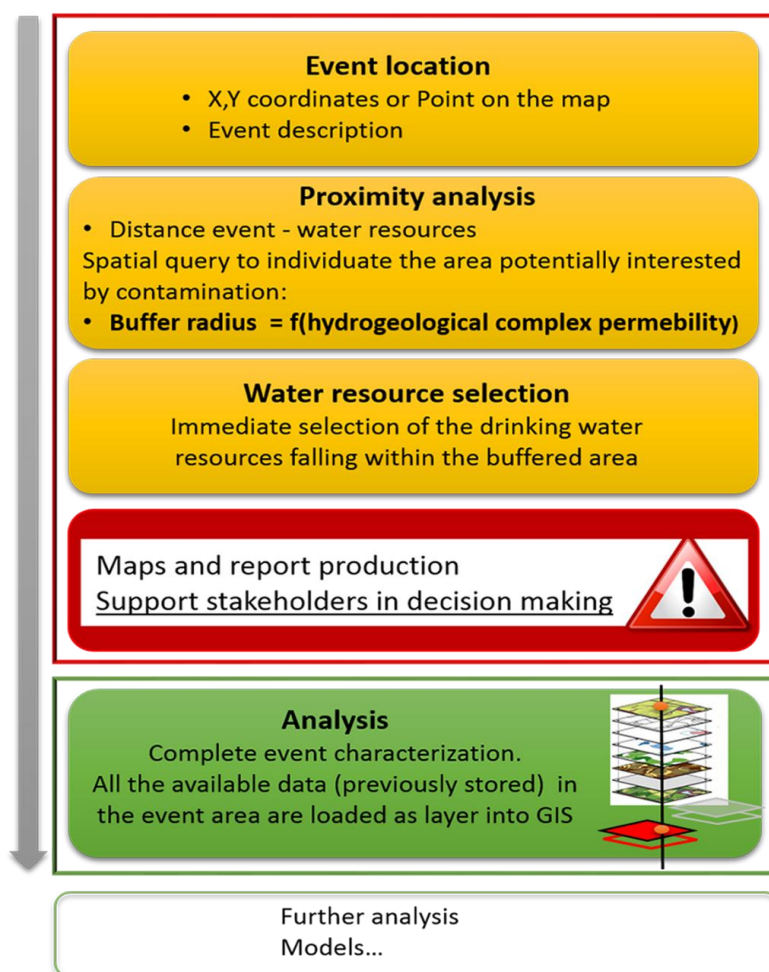 Event location
• X,Y coordinates or Point on the map
• Event description
Proximity analysis
• Distance event - water resources
Spatial query to individuate the area potentially interested
by contamination:
• Buffer radius = f(hydrogeological complex permebility)
Water resource selection
Immediate selection of the drinking water
resources falling within the buffered area
Maps and report production
Support stakeholders in decision making
!
Analysis
Complete event characterization.
All the available data (previously stored) in
the event area are loaded as layer into GIS
Further analysis
Models...